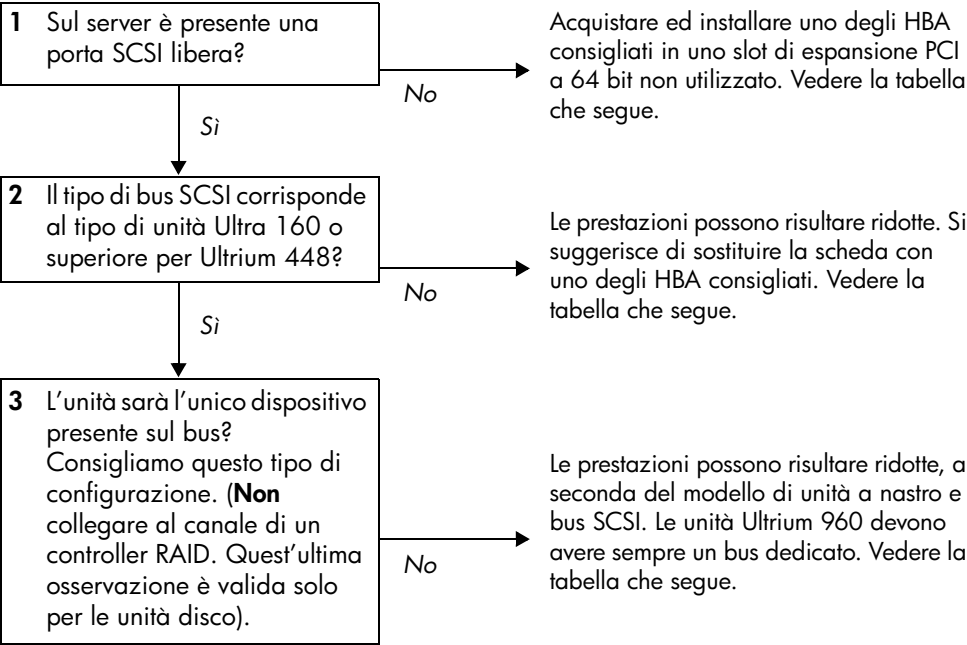 1 Sul server è presente una
porta SCSI libera?
No
Acquistare ed installare uno degli HBA
consigliati in uno slot di espansione PCI
a 64 bit non utilizzato. Vedere la tabella
che segue.
Sì
2 Il tipo di bus SCSI corrisponde
al tipo di unità Ultra 160 o
superiore per Ultrium 448?
No
Le prestazioni possono risultare ridotte. Si
suggerisce di sostituire la scheda con
uno degli HBA consigliati. Vedere la
tabella che segue.
Sì
3 L'unità sarà l'unico dispositivo
presente sul bus?
Consigliamo questo tipo di
configurazione. (Non
collegare al canale di un
controller RAID. Quest'ultima
osservazione è valida solo
per le unità disco).
No
Le prestazioni possono risultare ridotte, a
seconda del modello di unità a nastro e
bus SCSI. Le unità Ultrium 960 devono
avere sempre un bus dedicato. Vedere la
tabella che segue.